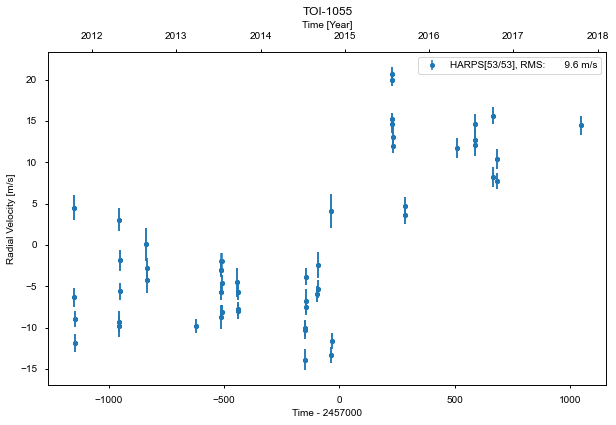 TOI-1055
Time [Year]
2012 2013 2014 2015 2016 2017 2018
HARPS[53/53], RMS: 9.6 m/s
Radial Velocity [m/s]
20
15
10
5
0
−5
−10
−15
−1000 −500 0 500 1000
Time - 2457000